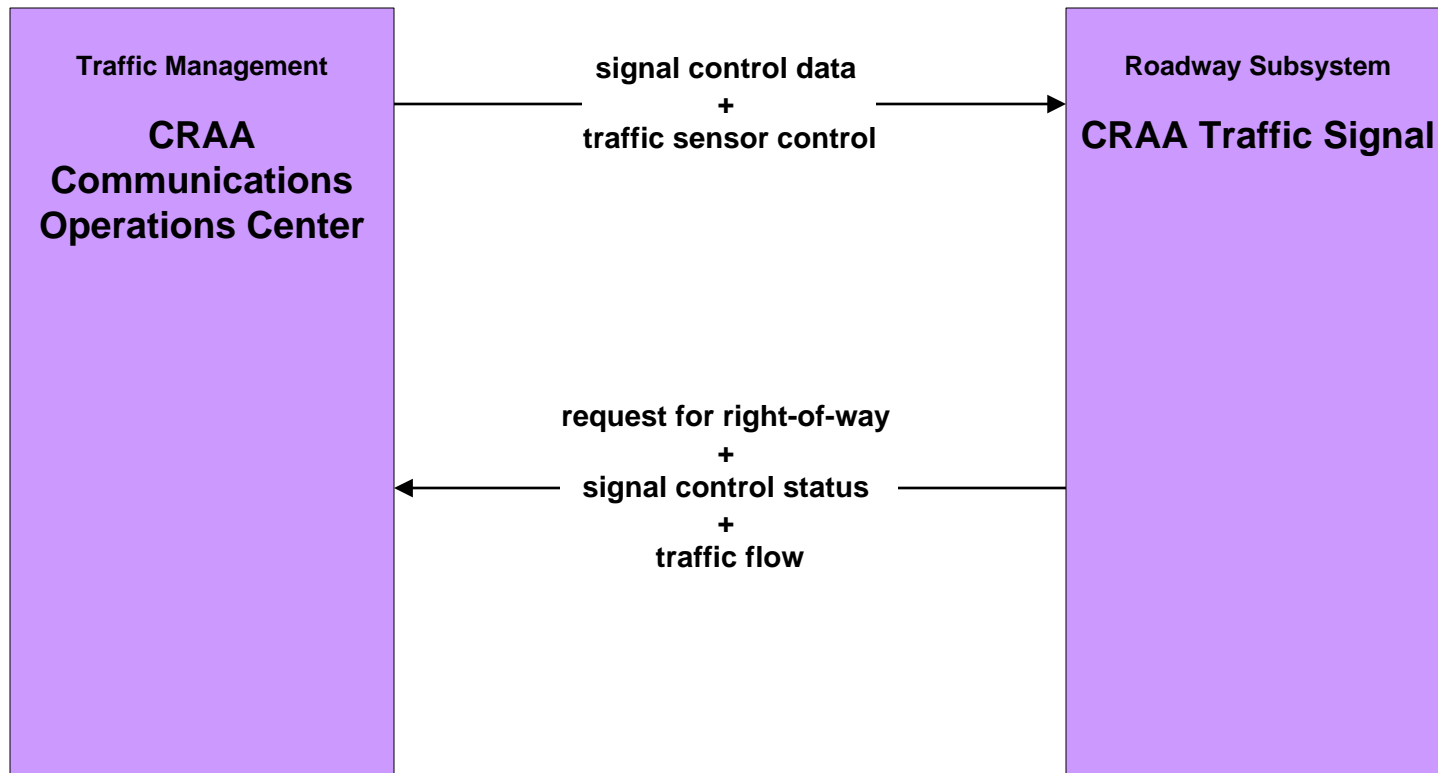 Traffic Management
CRAA
Communications
Operations Center
signal control data
+
traffic sensor control
Roadway Subsystem
CRAA Traffic Signal
request for right-of-way
+
signal control status
+
traffic flow